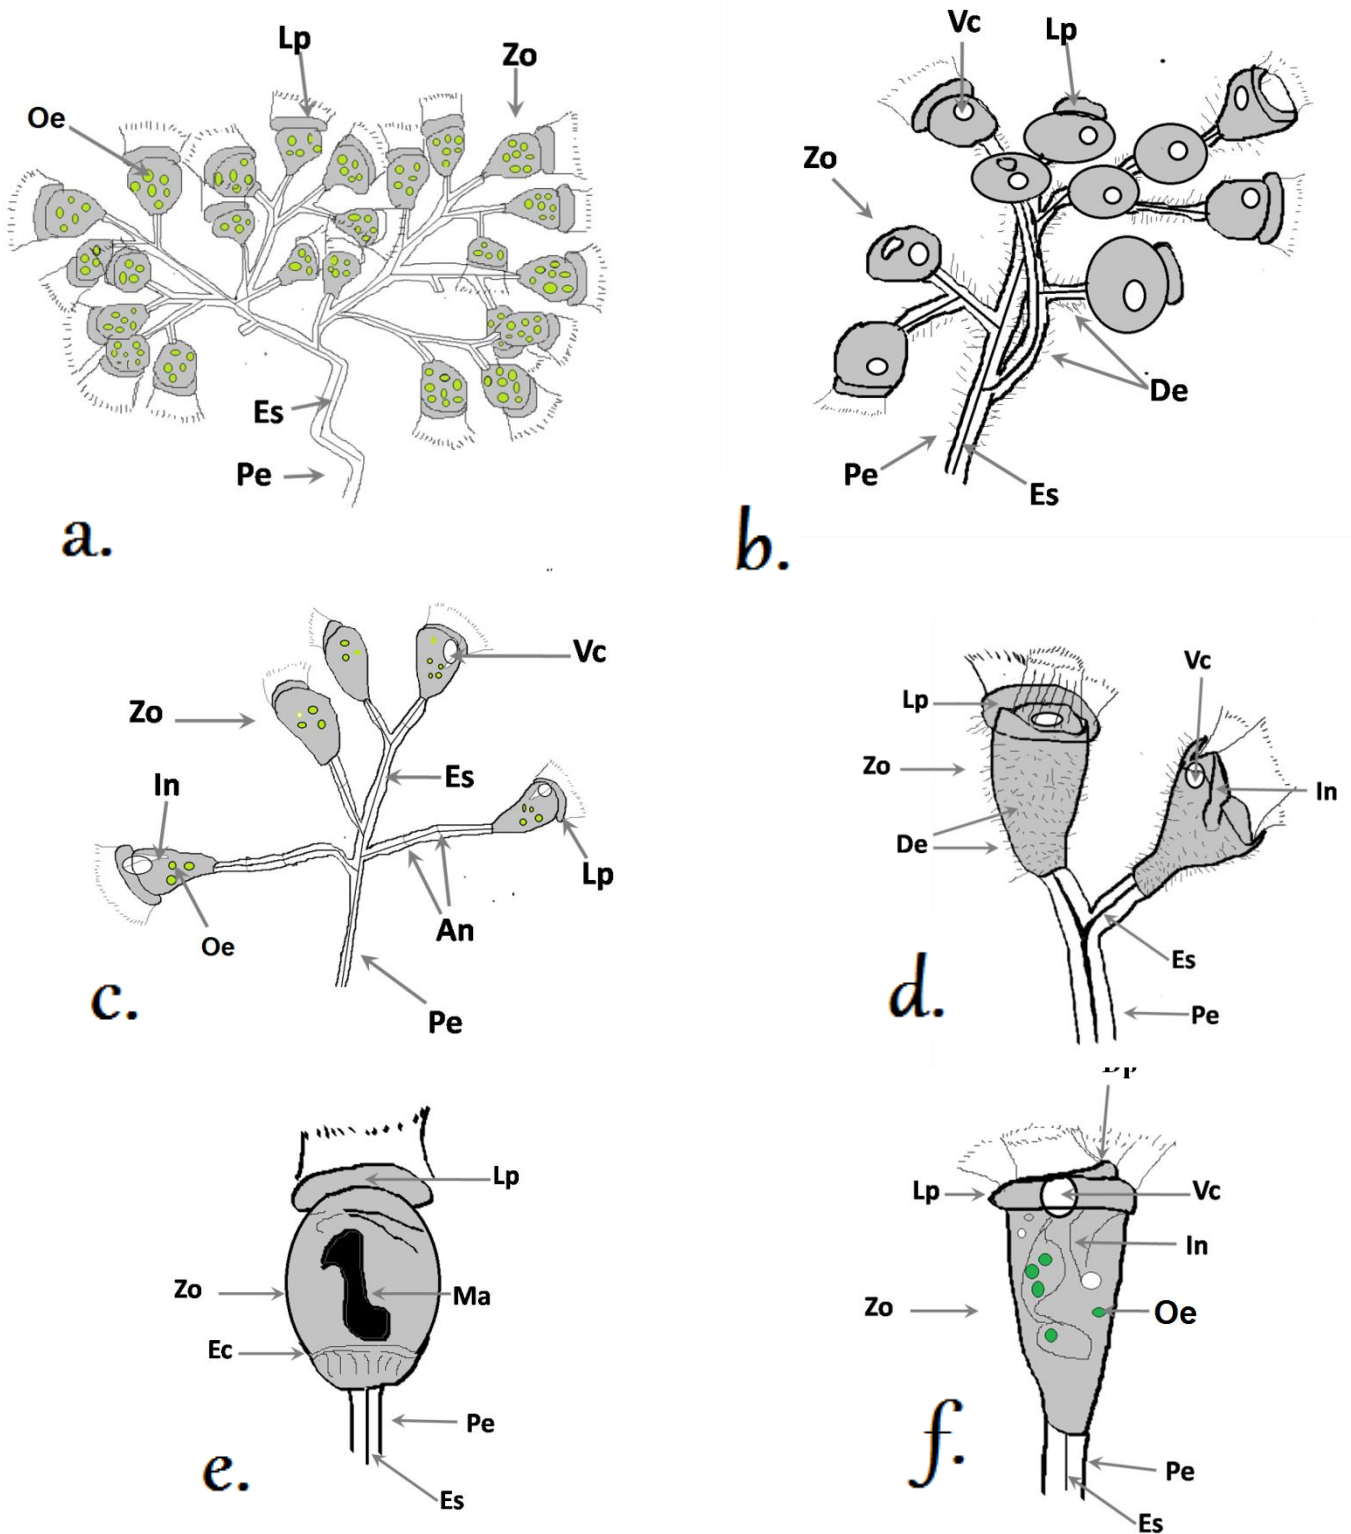 Lp
Zo
Oe
Es
Pe
a.
Vc
Lp
Zo
De
Pe
Es
b.
Vc
Zo
Es
In
Lp
An
Oe
Pe
c.
Vc
Lp
Zo
In
De
Es
Pe
d.
Lp
Zo
Ma
Ec
Pe
Es
e.
Lp
Vc
In
Zo
Oe
Pe
Es
f.